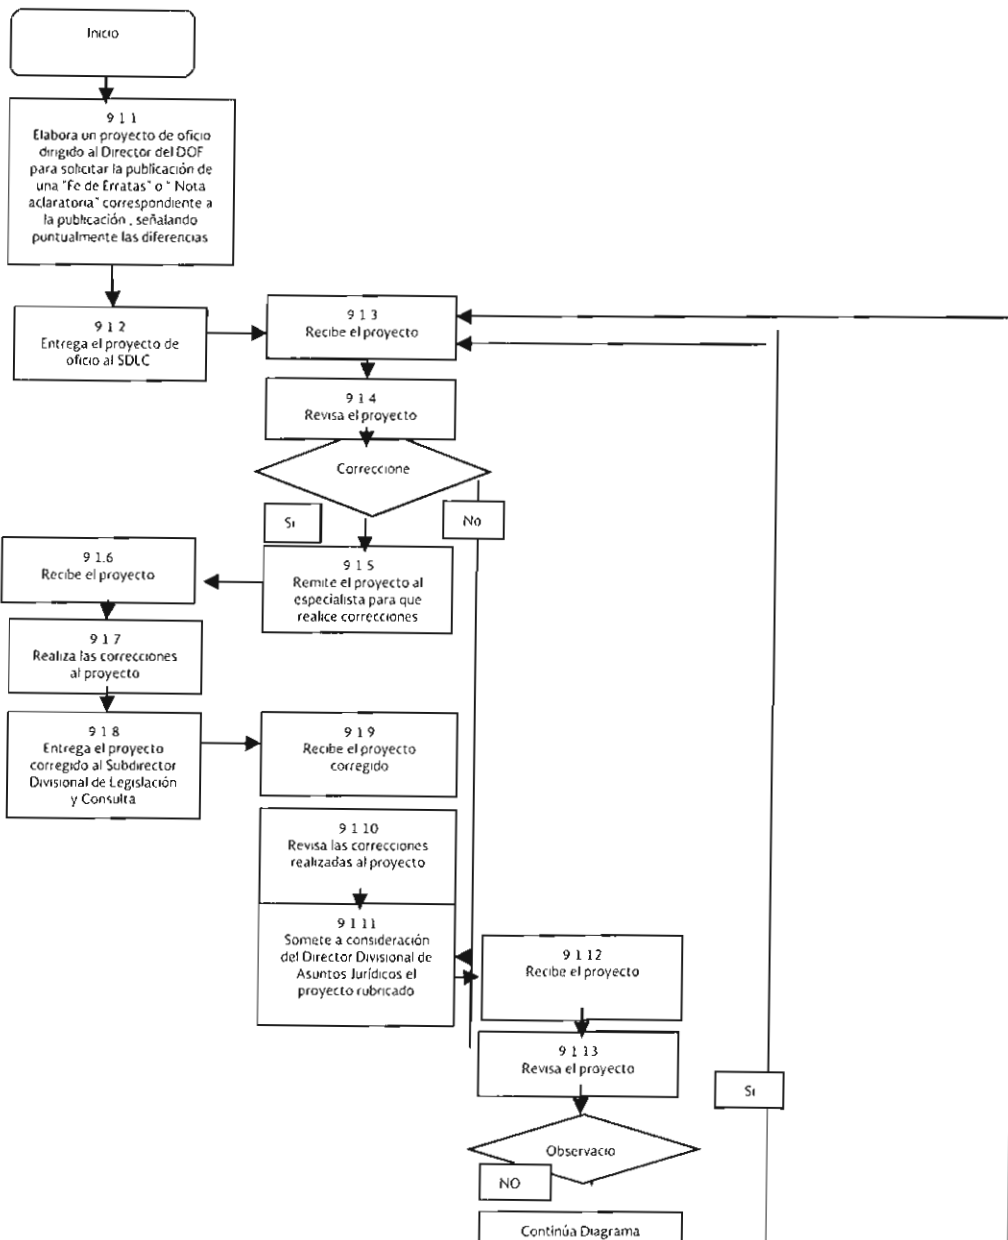 Inicio
9 1 1
Elabora un proyecto de oficio
dirigido al Director del DOF
para solicitar la publicación de
una "Fe de Erratas" o " Nota
aclaratoria" correspondiente a
la publicación , señalando
puntualmente las diferencias
9 1 2
Entrega el proyecto de
oficio al SDLC
9 1 3
Recibe el proyecto
9 1 4
Revisa el proyecto
Correccione
Si
No
9 1 5
Remite el proyecto al
especialista para que
realice correcciones
9 1.6
Recibe el proyecto
9 1 7
Realiza las correcciones
al proyecto
9 1 8
Entrega el proyecto
corregido al Subdirector
Divisional de Legislación
y Consulta
9 1 9
Recibe el proyecto
corregido
9 1 10
Revisa las correcciones
realizadas al proyecto
9 1 11
Somete a consideración
del Director Divisional de
Asuntos Jurídicos el
proyecto rubricado
9 1 12
Recibe el proyecto
9 1 13
Revisa el proyecto
Si
Observacio
NO
Continúa Diagrama